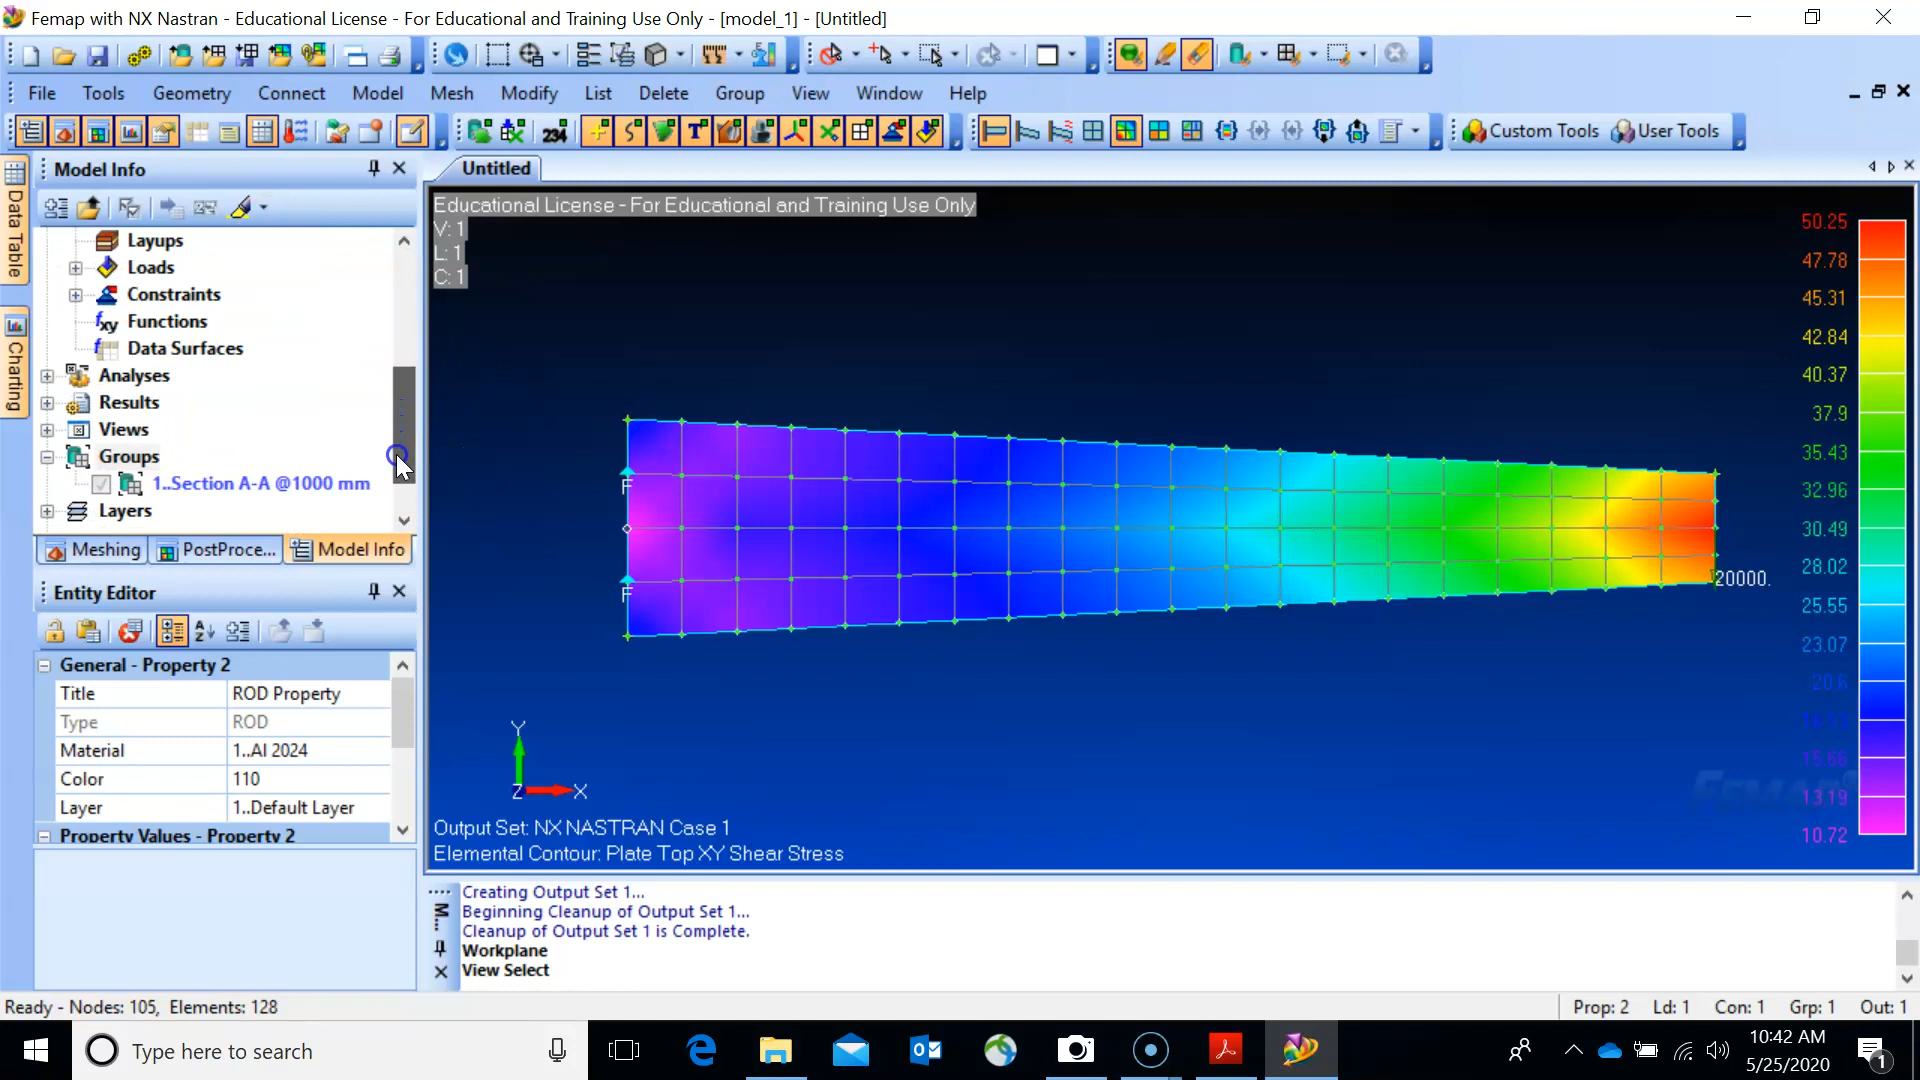 Femap with NX Nastran - Educational License - For Educational and Training Use Only - [model_1] - [Untitled]
File Tools Geometry Connect Model Mesh Modify List Delete Group View Window Help
234
Custom Tools User Tools
Data Table
Charting
Model Info
Layups
Loads
Constraints
Functions
Data Surfaces
Analyses
Results
Views
Groups
1..Section A-A @1000 mm
Layers
Meshing PostProce... Model Info
Entity Editor
General - Property 2
Title ROD Property
Type ROD
Material 1..Al 2024
Color 110
Layer 1..Default Layer
Property Values - Property 2
Untitled
Educational License - For Educational and Training Use Only
V: 1
L: 1
C: 1
F
F
20000.
50.25
47.78
45.31
42.84
40.37
37.9
35.43
32.96
30.49
28.02
25.55
23.07
20.6
15.66
13.19
10.72
Y
Z X
Output Set: NX NASTRAN Case 1
Elemental Contour: Plate Top XY Shear Stress
Creating Output Set 1...
Beginning Cleanup of Output Set 1...
Cleanup of Output Set 1 is Complete.
Workplane
View Select
Ready - Nodes: 105, Elements: 128
Prop: 2 Ld: 1 Con: 1 Grp: 1 Out: 1
Type here to search
10:42 AM
5/25/2020
1